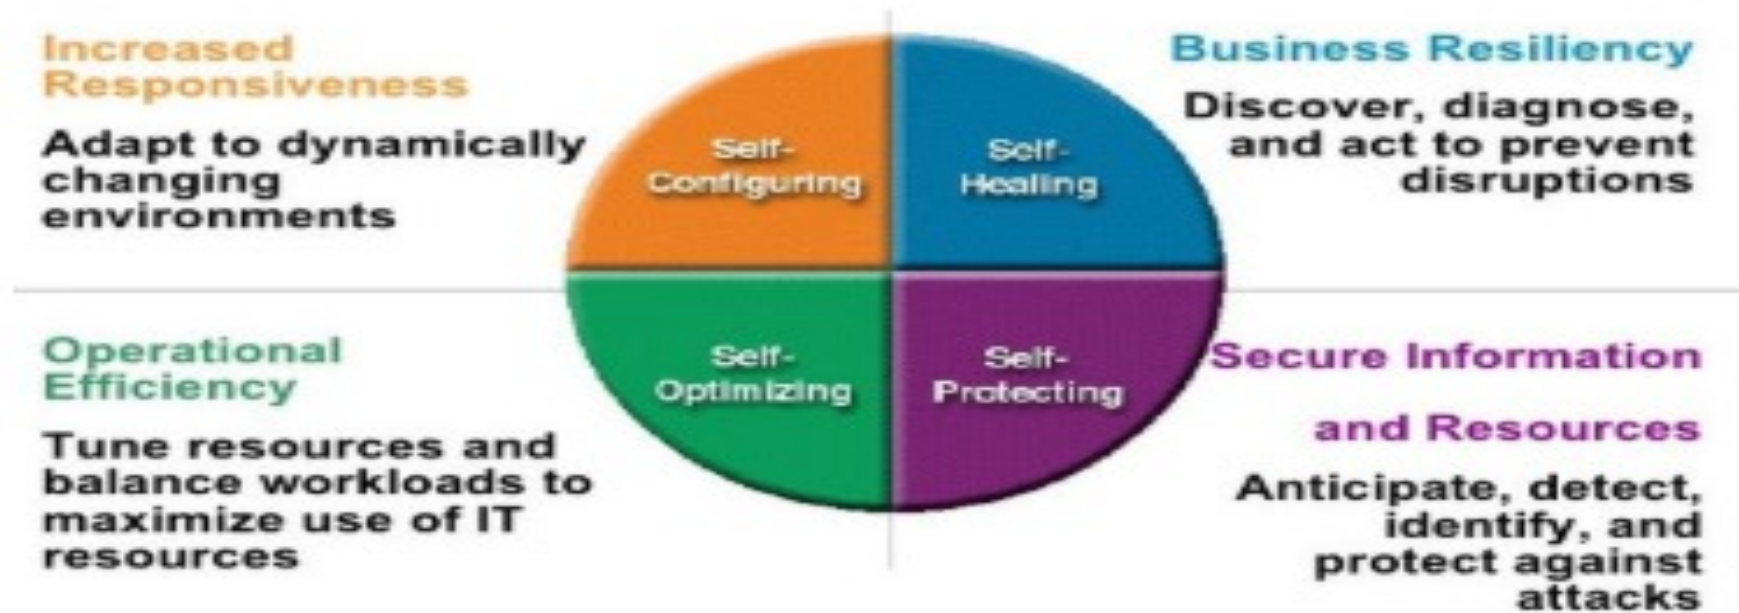 Increased
Responsiveness
Adapt to dynamically
changing
environments
Self-
Configuring
Self-
Healing
Business Resiliency
Discover, diagnose,
and act to prevent
disruptions
Operational
Efficiency
Tune resources and
balance workloads to
maximize use of IT
resources
Self-
Optimizing
Self-
Protecting
Secure Information
and Resources
Anticipate, detect,
identify, and
protect against
attacks